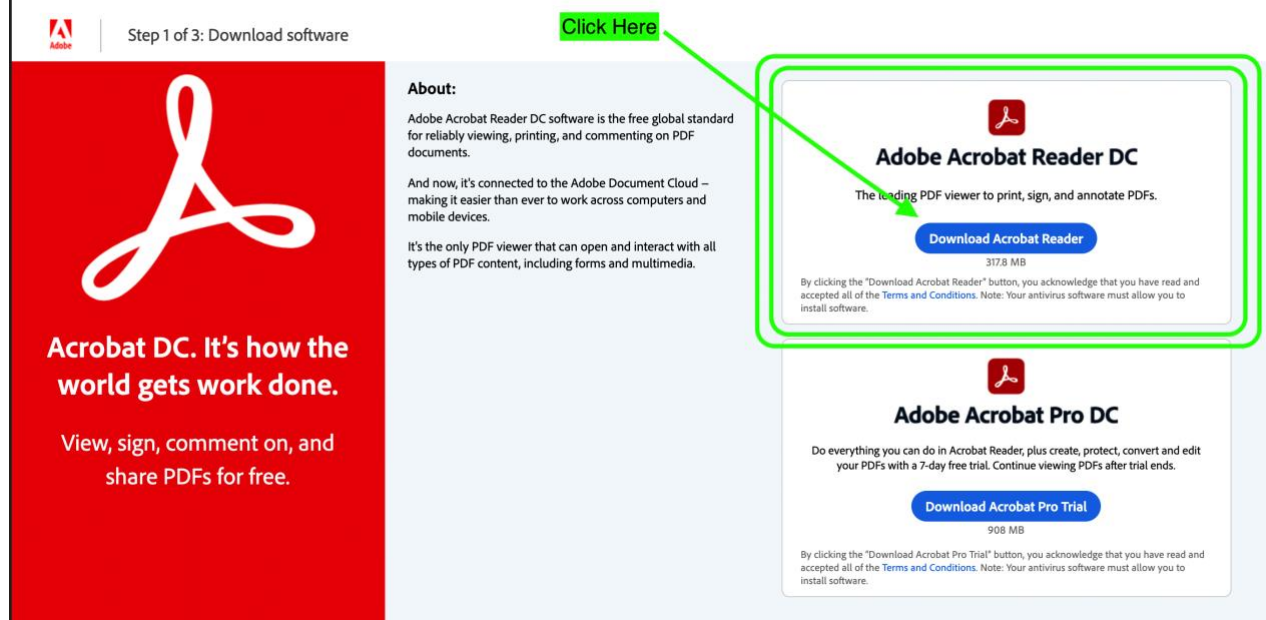 Adobe
Step 1 of 3: Download software
Click Here
Acrobat DC. It's how the
world gets work done.
View, sign, comment on, and
share PDFs for free.
About:
Adobe Acrobat Reader DC software is the free global standard
for reliably viewing, printing, and commenting on PDF
documents.
And now, it's connected to the Adobe Document Cloud –
making it easier than ever to work across computers and
mobile devices.
It's the only PDF viewer that can open and interact with all
types of PDF content, including forms and multimedia.
Adobe Acrobat Reader DC
The leading PDF viewer to print, sign, and annotate PDFs.
Download Acrobat Reader
317.8 MB
By clicking the "Download Acrobat Reader" button, you acknowledge that you have read and
accepted all of the Terms and Conditions. Note: Your antivirus software must allow you to
install software.
Adobe Acrobat Pro DC
Do everything you can do in Acrobat Reader, plus create, protect, convert and edit
your PDFs with a 7-day free trial. Continue viewing PDFs after trial ends.
Download Acrobat Pro Trial
908 MB
By clicking the "Download Acrobat Pro Trial" button, you acknowledge that you have read and
accepted all of the Terms and Conditions. Note: Your antivirus software must allow you to
install software.